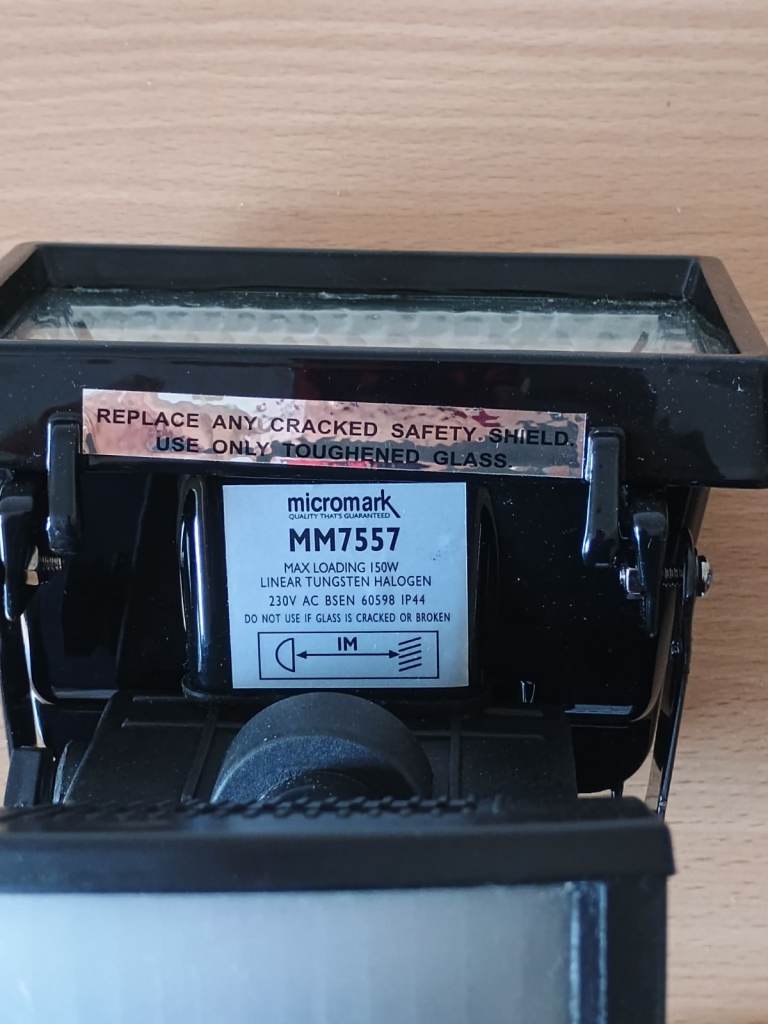 REPLACE ANY CRACKED SAFETY SHIELD.
USE ONLY TOUGHENED GLASS
micromark
QUALITY THAT'S GUARANTEED
MM7557
MAX LOADING 150W
LINEAR TUNGSTEN HALOGEN
230V AC BSEN 60598 IP44
DO NOT USE IF GLASS IS CRACKED OR BROKEN
1M